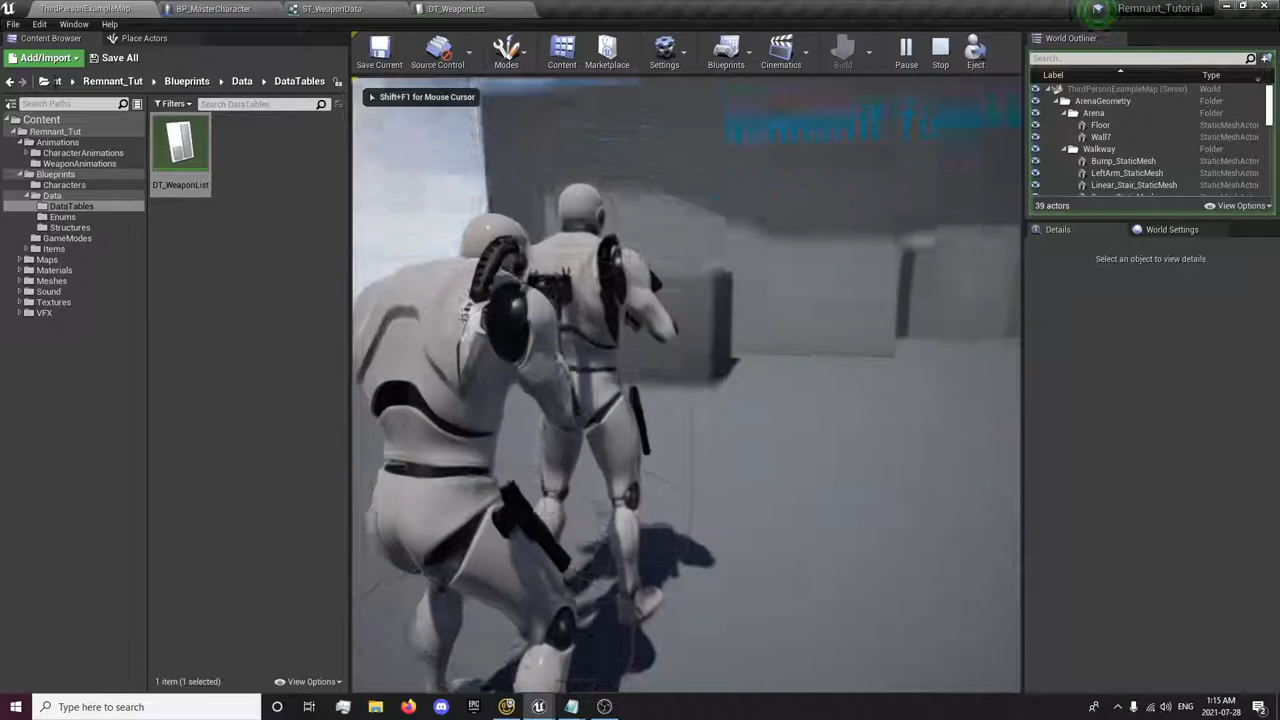 ThirdPersonExampleMap
BP_MasterCharacter
ST_WeaponData
DT_WeaponList
Remnant_Tutorial
File Edit Window Help
Content Browser
Place Actors
Add/Import
Save All
Remnant_Tut
Blueprints
Data
DataTables
Search Paths
Filters
Search DataTables
Content
Remnant_Tut
Animations
CharacterAnimations
WeaponAnimations
Blueprints
Characters
Data
DataTables
Enums
Structures
GameModes
Items
Maps
Materials
Meshes
Sound
Textures
VFX
DT_WeaponList
1 item (1 selected)
View Options
Save Current
Source Control
Modes
Content
Marketplace
Settings
Blueprints
Cinematics
Build
Pause
Stop
Eject
Shift+F1 for Mouse Cursor
World Outliner
Search...
Label
Type
ThirdPersonExampleMap (Server) World
ArenaGeometry Folder
Arena Folder
Floor StaticMeshActor
Wall7 StaticMeshActor
Walkway Folder
Bump_StaticMesh StaticMeshActor
LeftArm_StaticMesh StaticMeshActor
Linear_Stair_StaticMesh StaticMeshActor
39 actors
View Options
Details
World Settings
Select an object to view details
Type here to search
EPIC
ENG
1:15 AM
2021-07-28
2